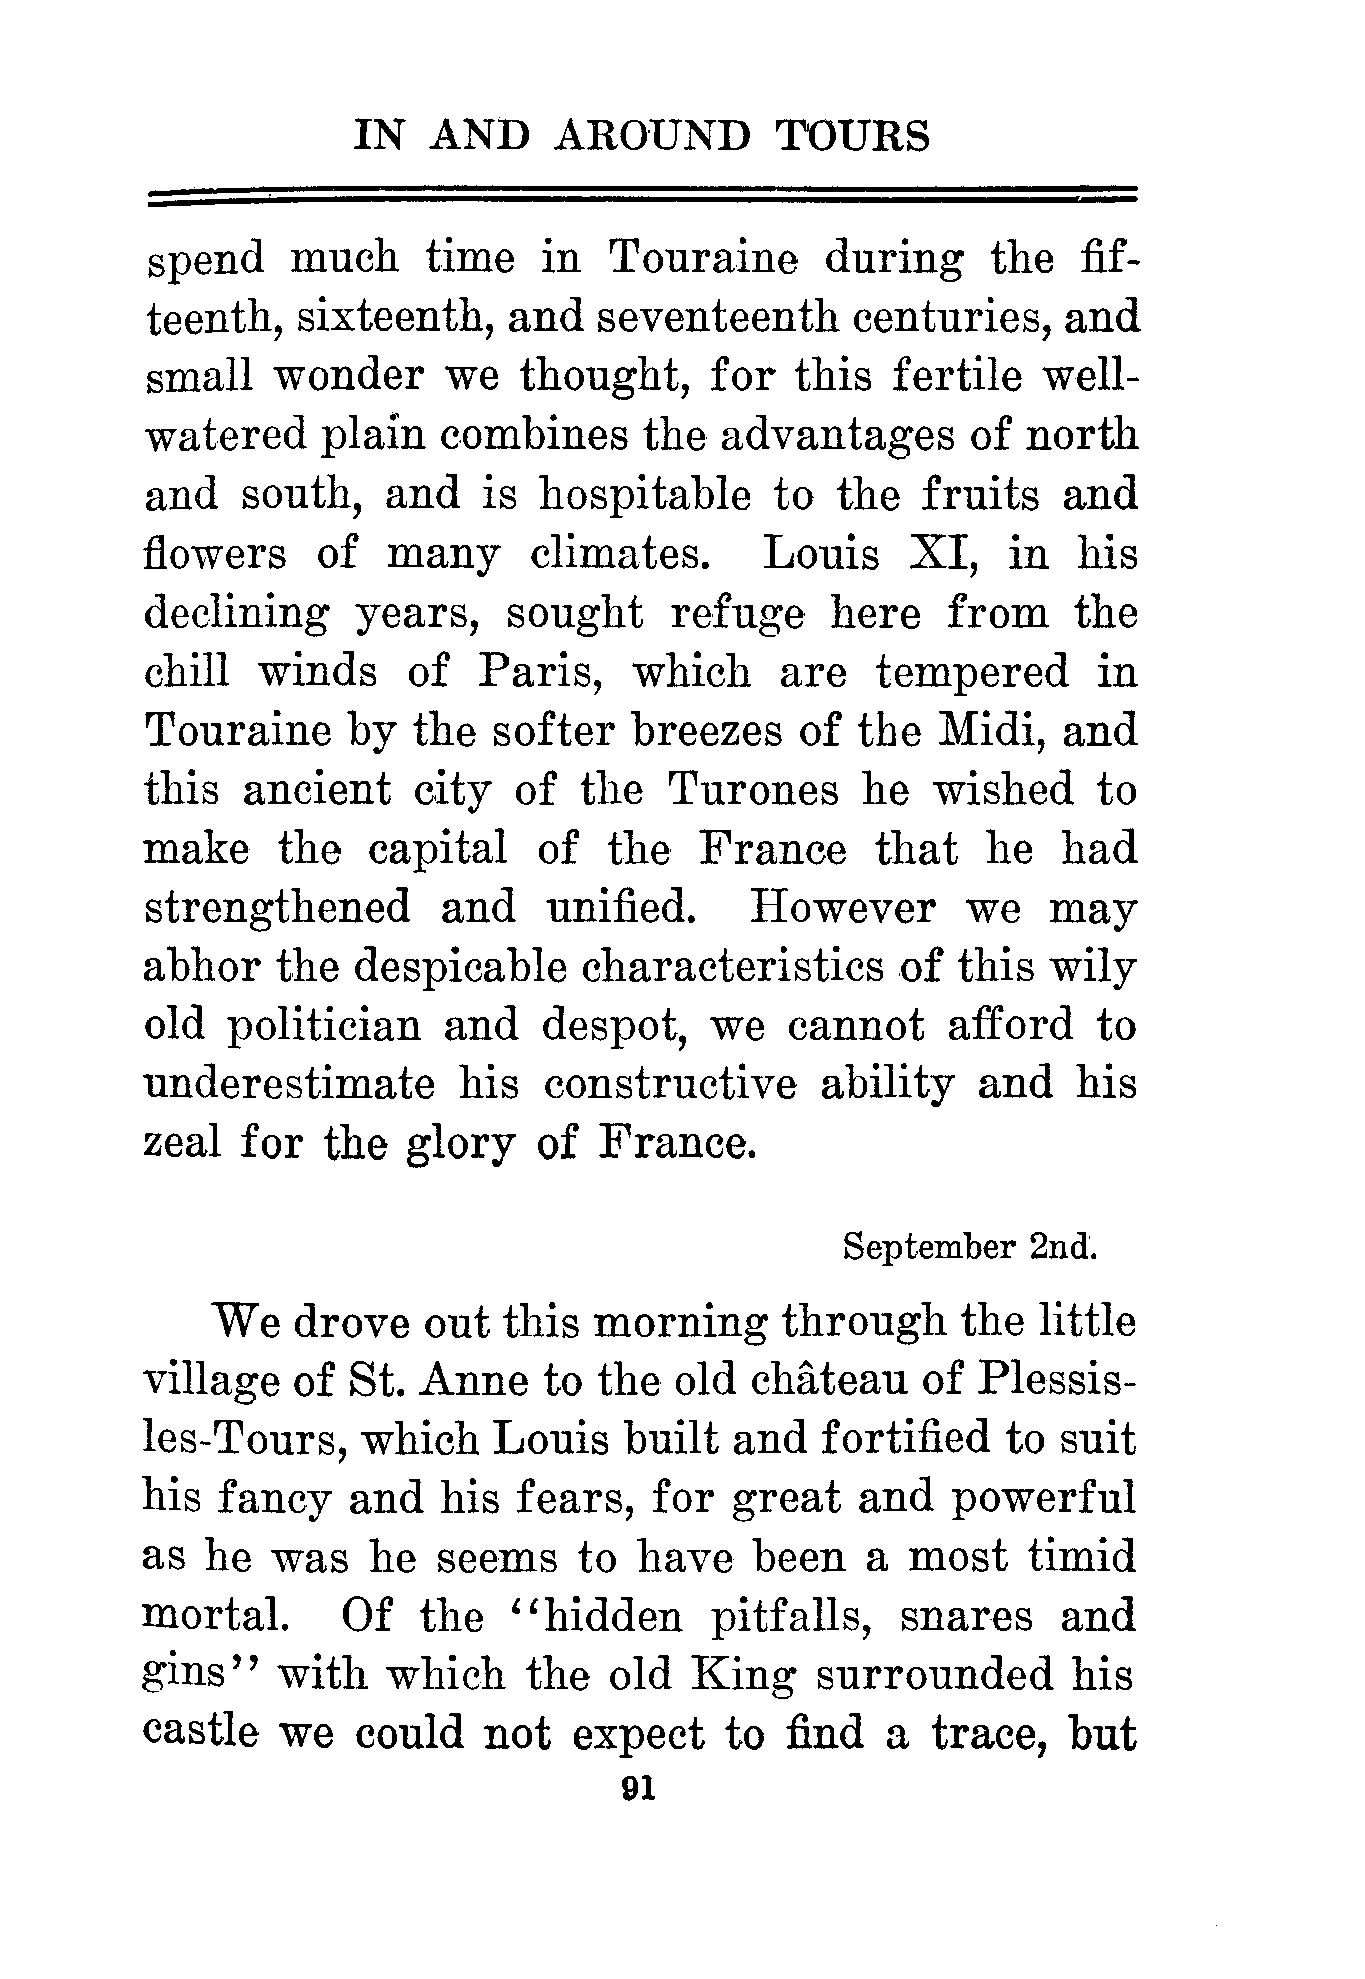 IN AND AROUND TOURS
spend much time in Touraine during the fif-
teenth, sixteenth, and seventeenth centuries, and
small wonder we thought, for this fertile well-
watered plain combines the advantages of north
and south, and is hospitable to the fruits and
flowers of many climates. Louis XI, in his
declining years, sought refuge here from the
chill winds of Paris, which are tempered in
Touraine by the softer breezes of the Midi, and
this ancient city of the Turones he wished to
make the capital of the France that he had
strengthened and unified. However we may
abhor the despicable characteristics of this wily
old politician and despot, we cannot afford to
underestimate his constructive ability and his
zeal for the glory of France.
September 2nd.
We drove out this morning through the little
village of St. Anne to the old château of Plessis-
les-Tours, which Louis built and fortified to suit
his fancy and his fears, for great and powerful
as he was he seems to have been a most timid
mortal. Of the "hidden pitfalls, snares and
gins" with which the old King surrounded his
castle we could not expect to find a trace, but
91